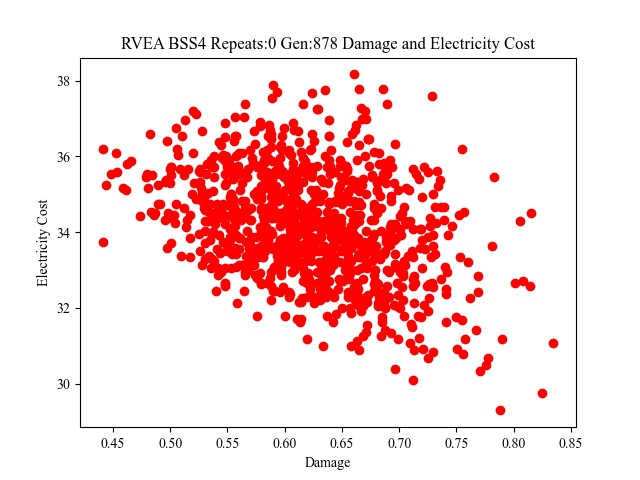 RVEA BSS4 Repeats:0 Gen:878 Damage and Electricity Cost
38
36
34
32
30
Electricity Cost
0.45 0.50 0.55 0.60 0.65 0.70 0.75 0.80 0.85
Damage